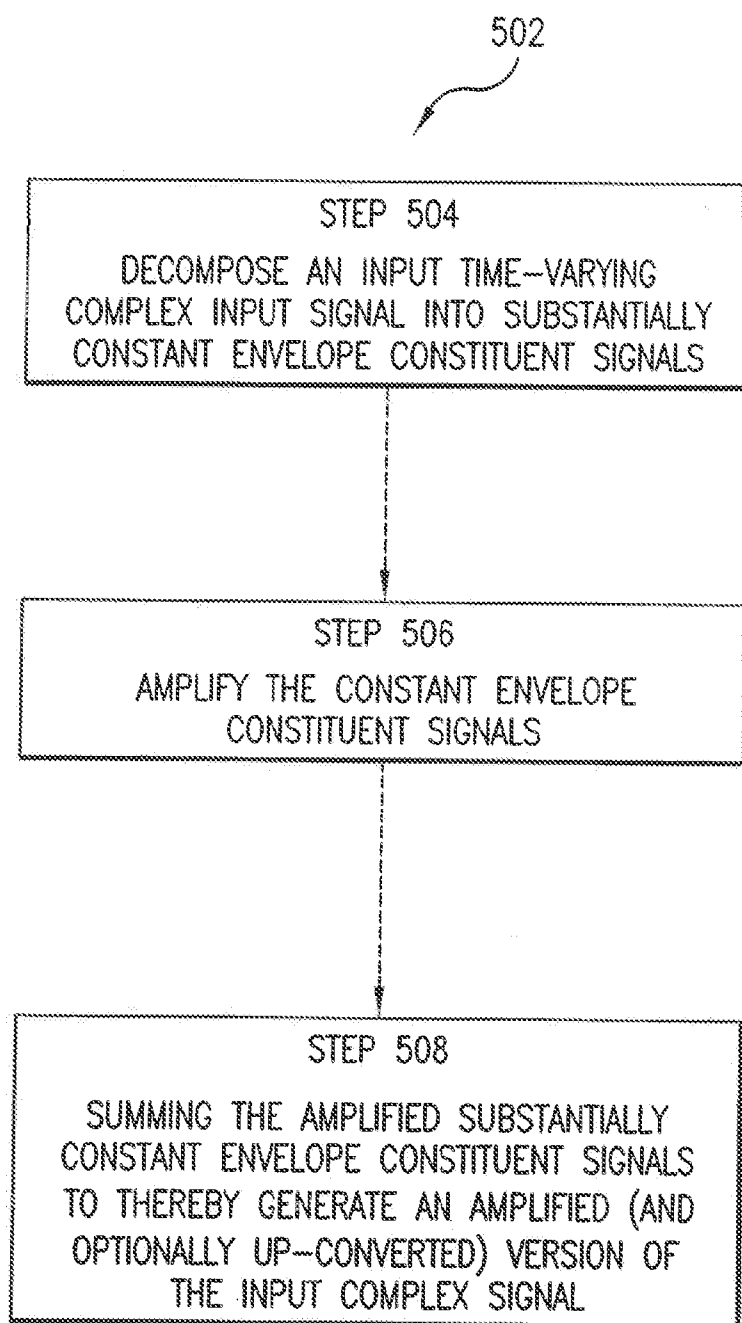 502
STEP 504
DECOMPOSE AN INPUT TIME-VARYING
COMPLEX INPUT SIGNAL INTO SUBSTANTIALLY
CONSTANT ENVELOPE CONSTITUENT SIGNALS
STEP 506
AMPLIFY THE CONSTANT ENVELOPE
CONSTITUENT SIGNALS
STEP 508
SUMMING THE AMPLIFIED SUBSTANTIALLY
CONSTANT ENVELOPE CONSTITUENT SIGNALS
TO THEREBY GENERATE AN AMPLIFIED (AND
OPTIONALLY UP-CONVERTED) VERSION OF
THE INPUT COMPLEX SIGNAL